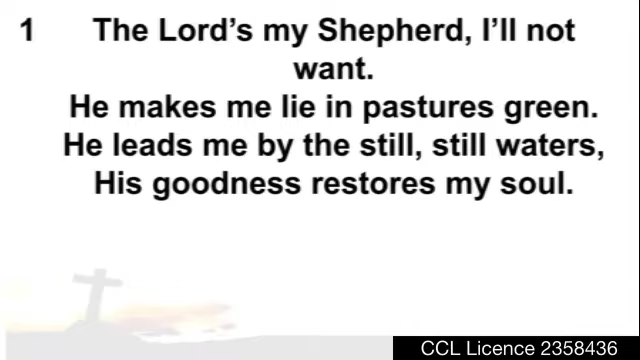 1 The Lord’s my Shepherd, I’ll not
want.
He makes me lie in pastures green.
He leads me by the still, still waters,
His goodness restores my soul.
CCL Licence 2358436